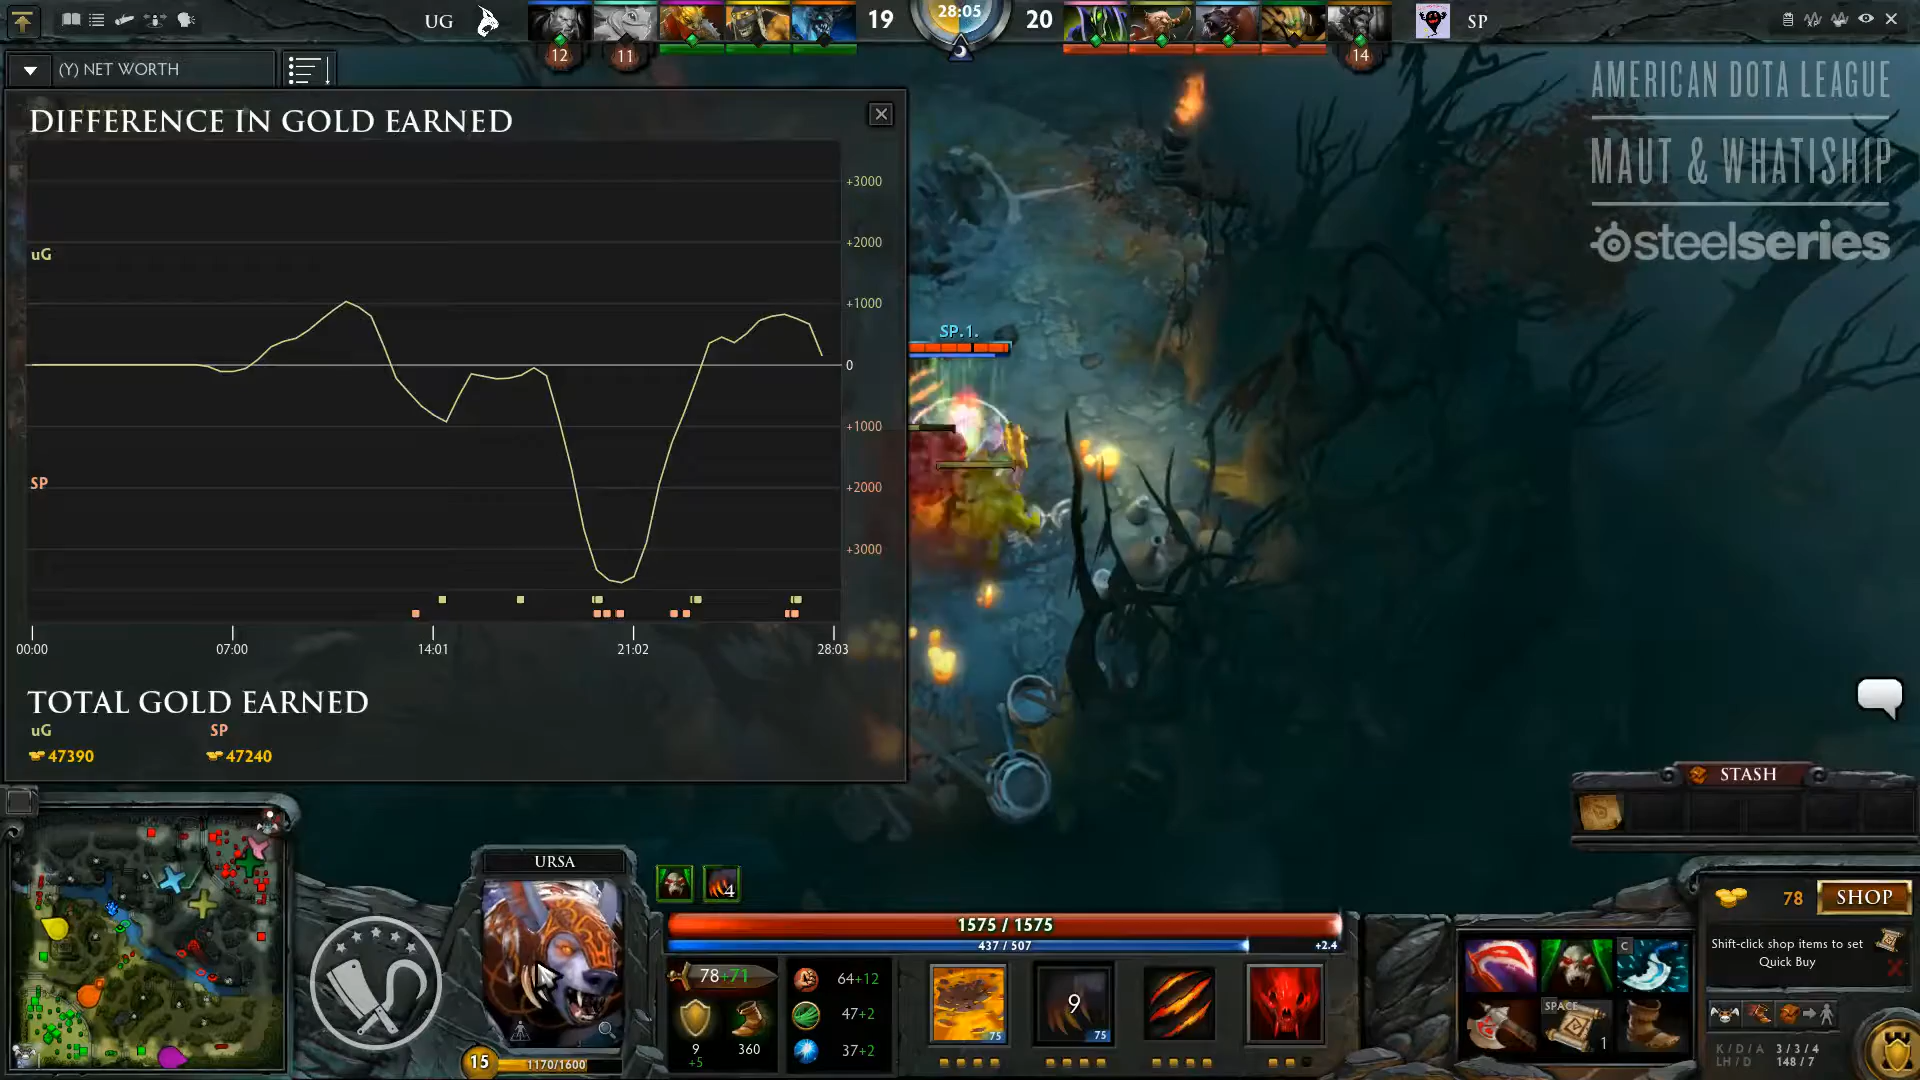 UG 19 28:05 20 SP
12 11 14
(Y) NET WORTH
AMERICAN DOTA LEAGUE
MAUT & WHATISHIP
steelseries
DIFFERENCE IN GOLD EARNED
+3000
+2000
uG
+1000
0
+1000
SP
+2000
+3000
00:00 07:00 14:01 21:02 28:03
TOTAL GOLD EARNED
uG SP
47390 47240
SP.1.
STASH
URSA
4
1575 / 1575
437 / 507 +2.4
78+71
64+12
47+2
37+2
9
+5
360
15
1170/1600
75
9
75
C
SPACE
1
78 SHOP
Shift-click shop items to set
Quick Buy
K / D / A 3 / 3 / 4
LH / D 148 / 7